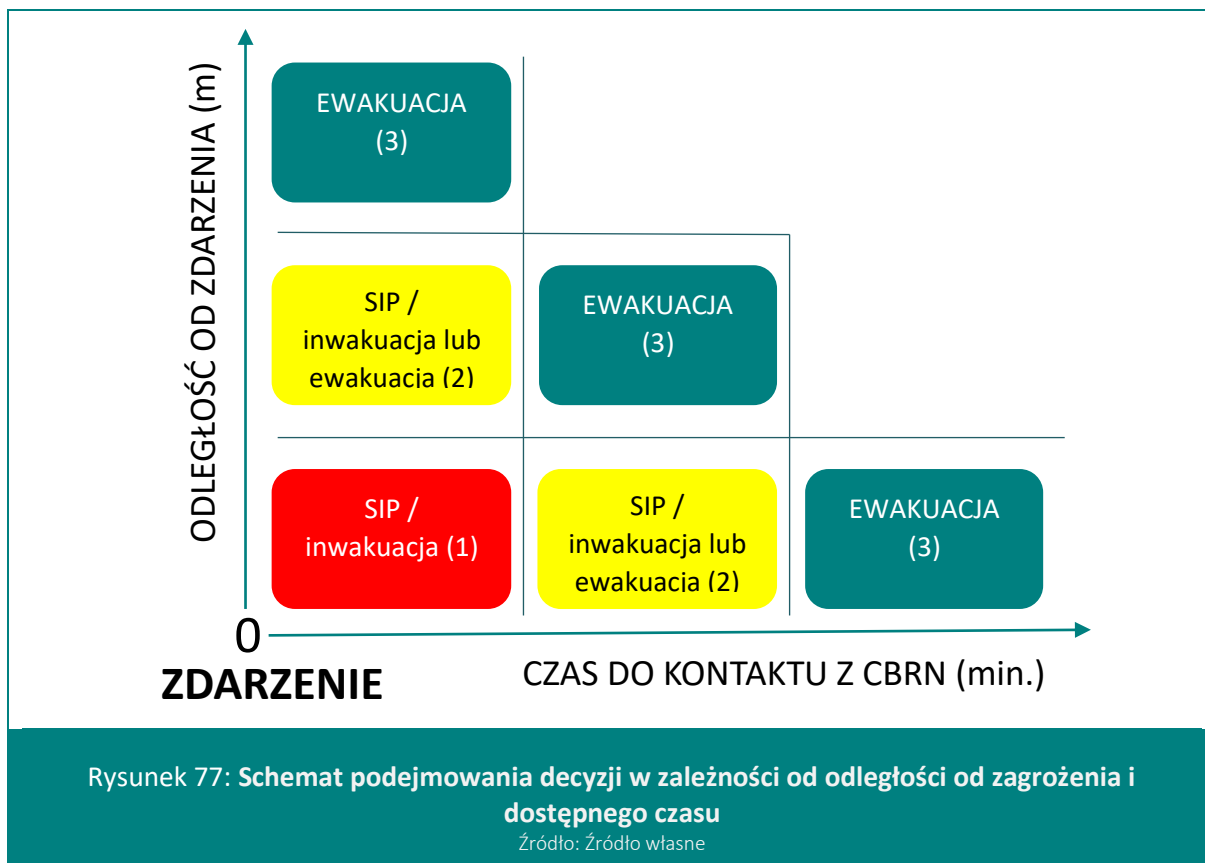 ODLEGŁOŚĆ OD ZDARZENIA (m)
EWAKUACJA
(3)
SIP /
inwakuacja lub
ewakuacja (2)
EWAKUACJA
(3)
SIP /
inwakuacja (1)
SIP /
inwakuacja lub
ewakuacja (2)
EWAKUACJA
(3)
0
ZDARZENIE
CZAS DO KONTAKTU Z CBRN (min.)
Rysunek 77: Schemat podejmowania decyzji w zależności od odległości od zagrożenia i
dostępnego czasu
Źródło: Źródło własne